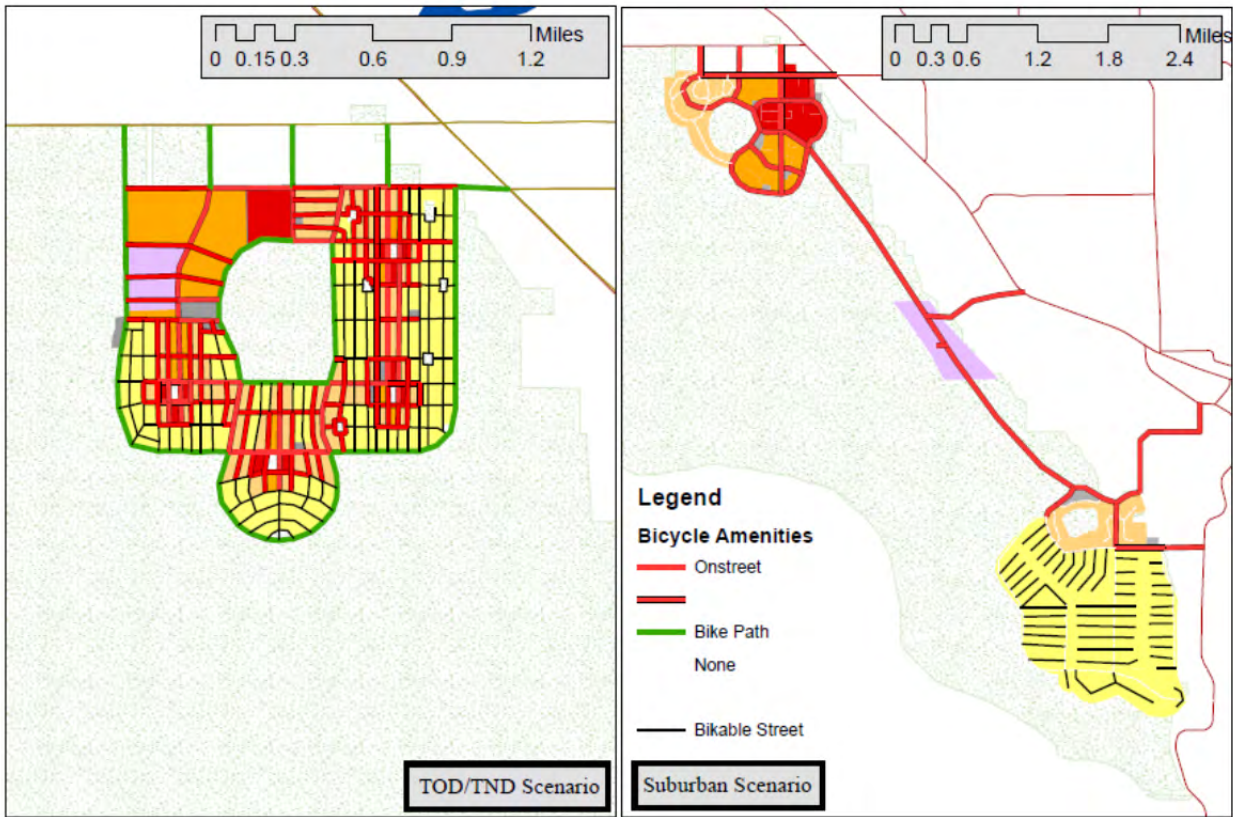 Miles
0 0.15 0.3 0.6 0.9 1.2
TOD/TND Scenario
Miles
0 0.3 0.6 1.2 1.8 2.4
Legend
Bicycle Amenities
Onstreet
Bike Path
None
Bikable Street
Suburban Scenario